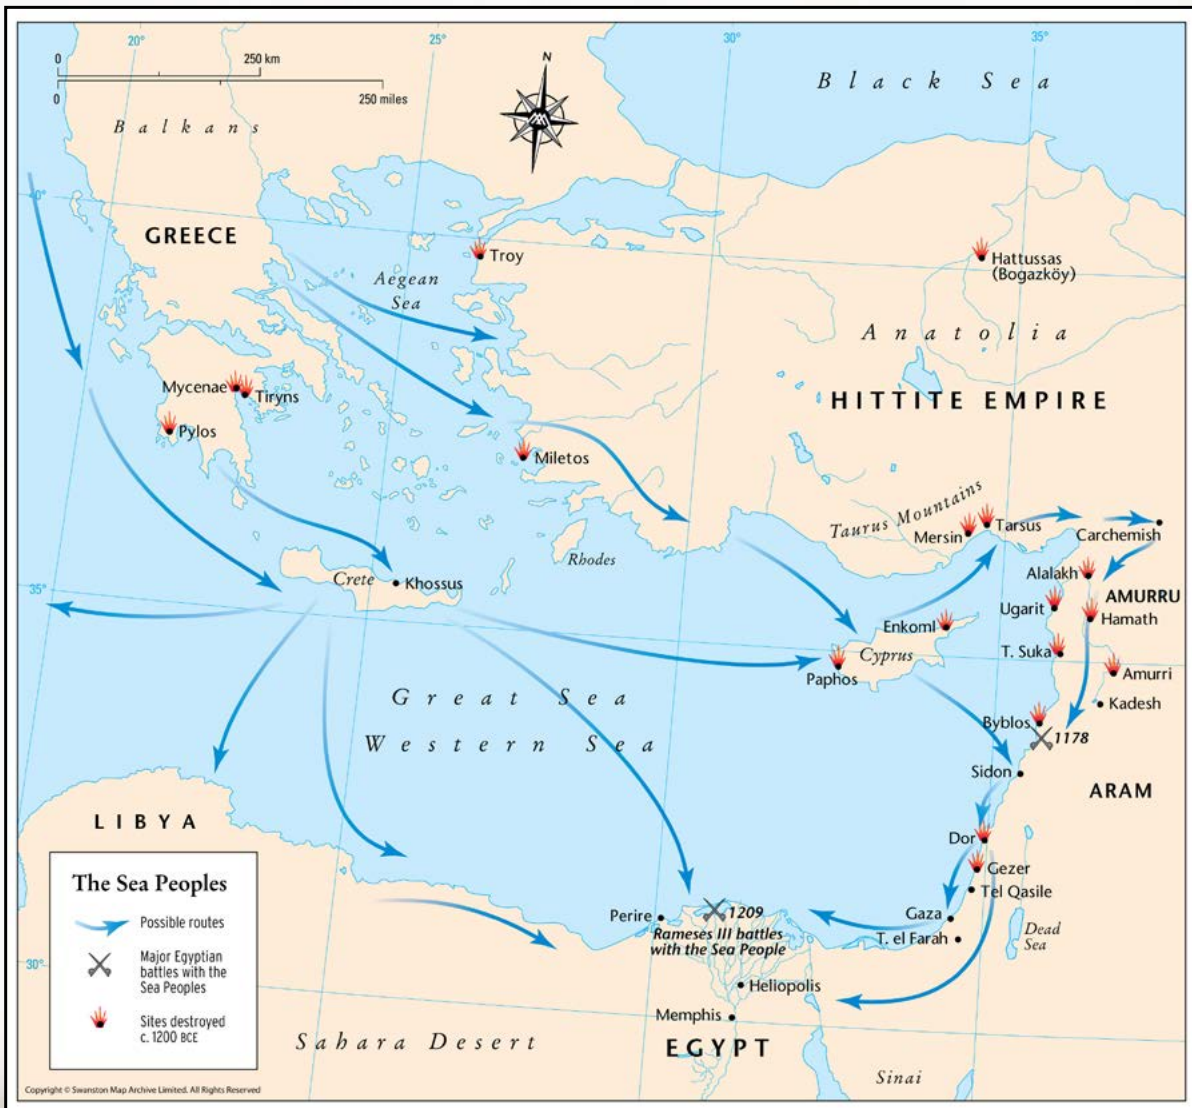 20°
25°
30°
35°
0 250 km
0 250 miles
N
Black Sea
Balkans
GREECE
Troy
Hattussas
(Bogazköy)
Aegean
Sea
Anatolia
HITTITE EMPIRE
Mycenae
Tiryns
Pylos
Miletos
Taurus Mountains
Mersin
Tarsus
Carchemish
Rhodes
Crete
Khossus
35°
Alalakh
AMURRU
Ugarit
Hamath
Enkoml
Cyprus
T. Suka
Paphos
Amurri
Kadesh
Great Sea
Western Sea
Byblos
1178
Sidon
ARAM
LIBYA
Dor
Gezer
Tel Qasile
Perire
1209
Rameses III battles
with the Sea People
Gaza
T. el Farah
Dead
Sea
30°
Heliopolis
Memphis
EGYPT
Sahara Desert
Sinai
The Sea Peoples
Possible routes
Major Egyptian
battles with the
Sea Peoples
Sites destroyed
c. 1200 BCE
Copyright © Swanston Map Archive Limited. All Rights Reserved